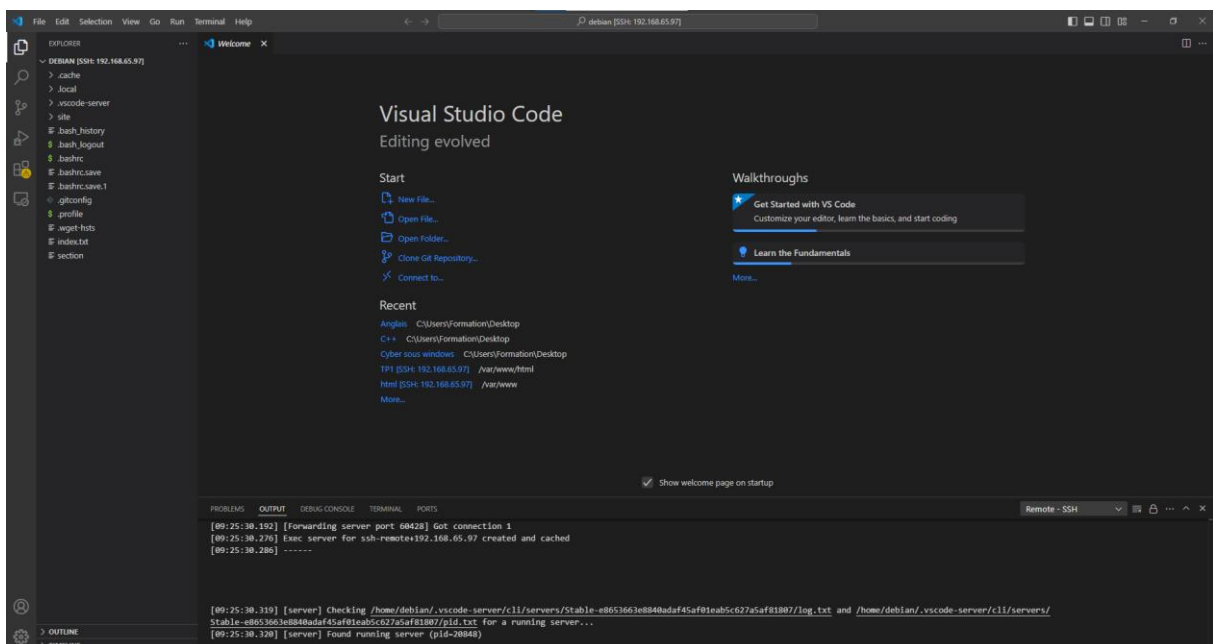 File Edit Selection View Go Run Terminal Help
debian [SSH: 192.168.65.97]
EXPLORER
Welcome
DEBIAN [SSH: 192.168.65.97]
.cache
.local
.vscode-server
site
.bash_history
.bash_logout
.bashrc
.bashrc.save
.bashrc.save.1
.gitconfig
.profile
.wget-hsts
index.txt
section
OUTLINE
Visual Studio Code
Editing evolved
Start
New File...
Open File...
Open Folder...
Clone Git Repository...
Connect to...
Recent
Anglais C:\Users\Formation\Desktop
C++ C:\Users\Formation\Desktop
Cyber sous windows C:\Users\Formation\Desktop
TP1 [SSH: 192.168.65.97] /var/www/html
html [SSH: 192.168.65.97] /var/www
More...
Walkthroughs
Get Started with VS Code
Customize your editor, learn the basics, and start coding
Learn the Fundamentals
More...
Show welcome page on startup
PROBLEMS OUTPUT DEBUG CONSOLE TERMINAL PORTS
Remote - SSH
[09:25:30.192] [Forwarding server port 60428] Got connection 1
[09:25:30.276] Exec server for ssh-remote+192.168.65.97 created and cached
[09:25:30.286] ------
[09:25:30.319] [server] Checking /home/debian/.vscode-server/cli/servers/Stable-e8653663e8840adaf45af01eab5c627a5af81807/log.txt and /home/debian/.vscode-server/cli/servers/
Stable-e8653663e8840adaf45af01eab5c627a5af81807/pid.txt for a running server...
[09:25:30.320] [server] Found running server (pid=20848)